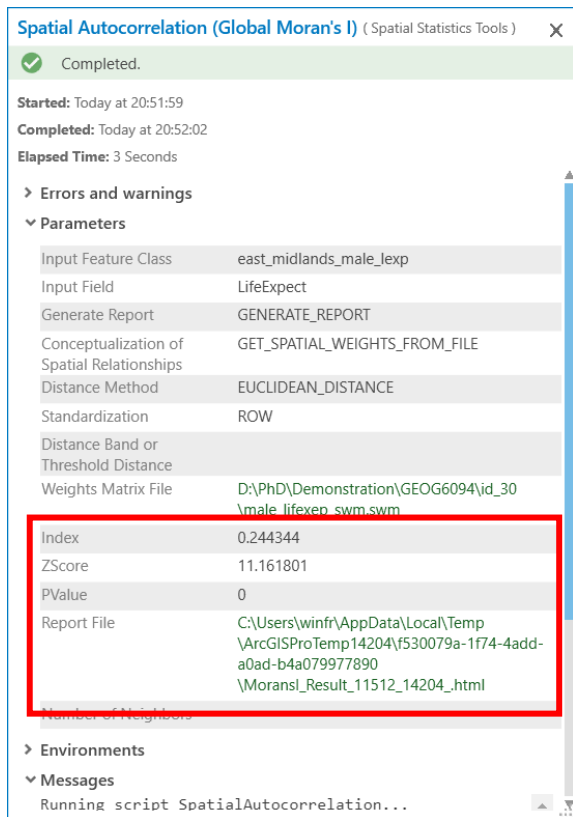 Spatial Autocorrelation (Global Moran's I) ( Spatial Statistics Tools )
Completed.
Started: Today at 20:51:59
Completed: Today at 20:52:02
Elapsed Time: 3 Seconds
Errors and warnings
Parameters
Input Feature Class east_midlands_male_lexp
Input Field LifeExpect
Generate Report GENERATE_REPORT
Conceptualization of GET_SPATIAL_WEIGHTS_FROM_FILE
Spatial Relationships
Distance Method EUCLIDEAN_DISTANCE
Standardization ROW
Distance Band or
Threshold Distance
Weights Matrix File D:\PhD\Demonstration\GEOG6094\id_30
\male_lifexep_swm.swm
Index 0.244344
ZScore 11.161801
PValue 0
Report File C:\Users\winfr\AppData\Local\Temp
\ArcGISProTemp14204\f530079a-1f74-4add-
a0ad-b4a079977890
\MoransI_Result_11512_14204_.html
Number of Neighbors
Environments
Messages
Running script SpatialAutocorrelation...